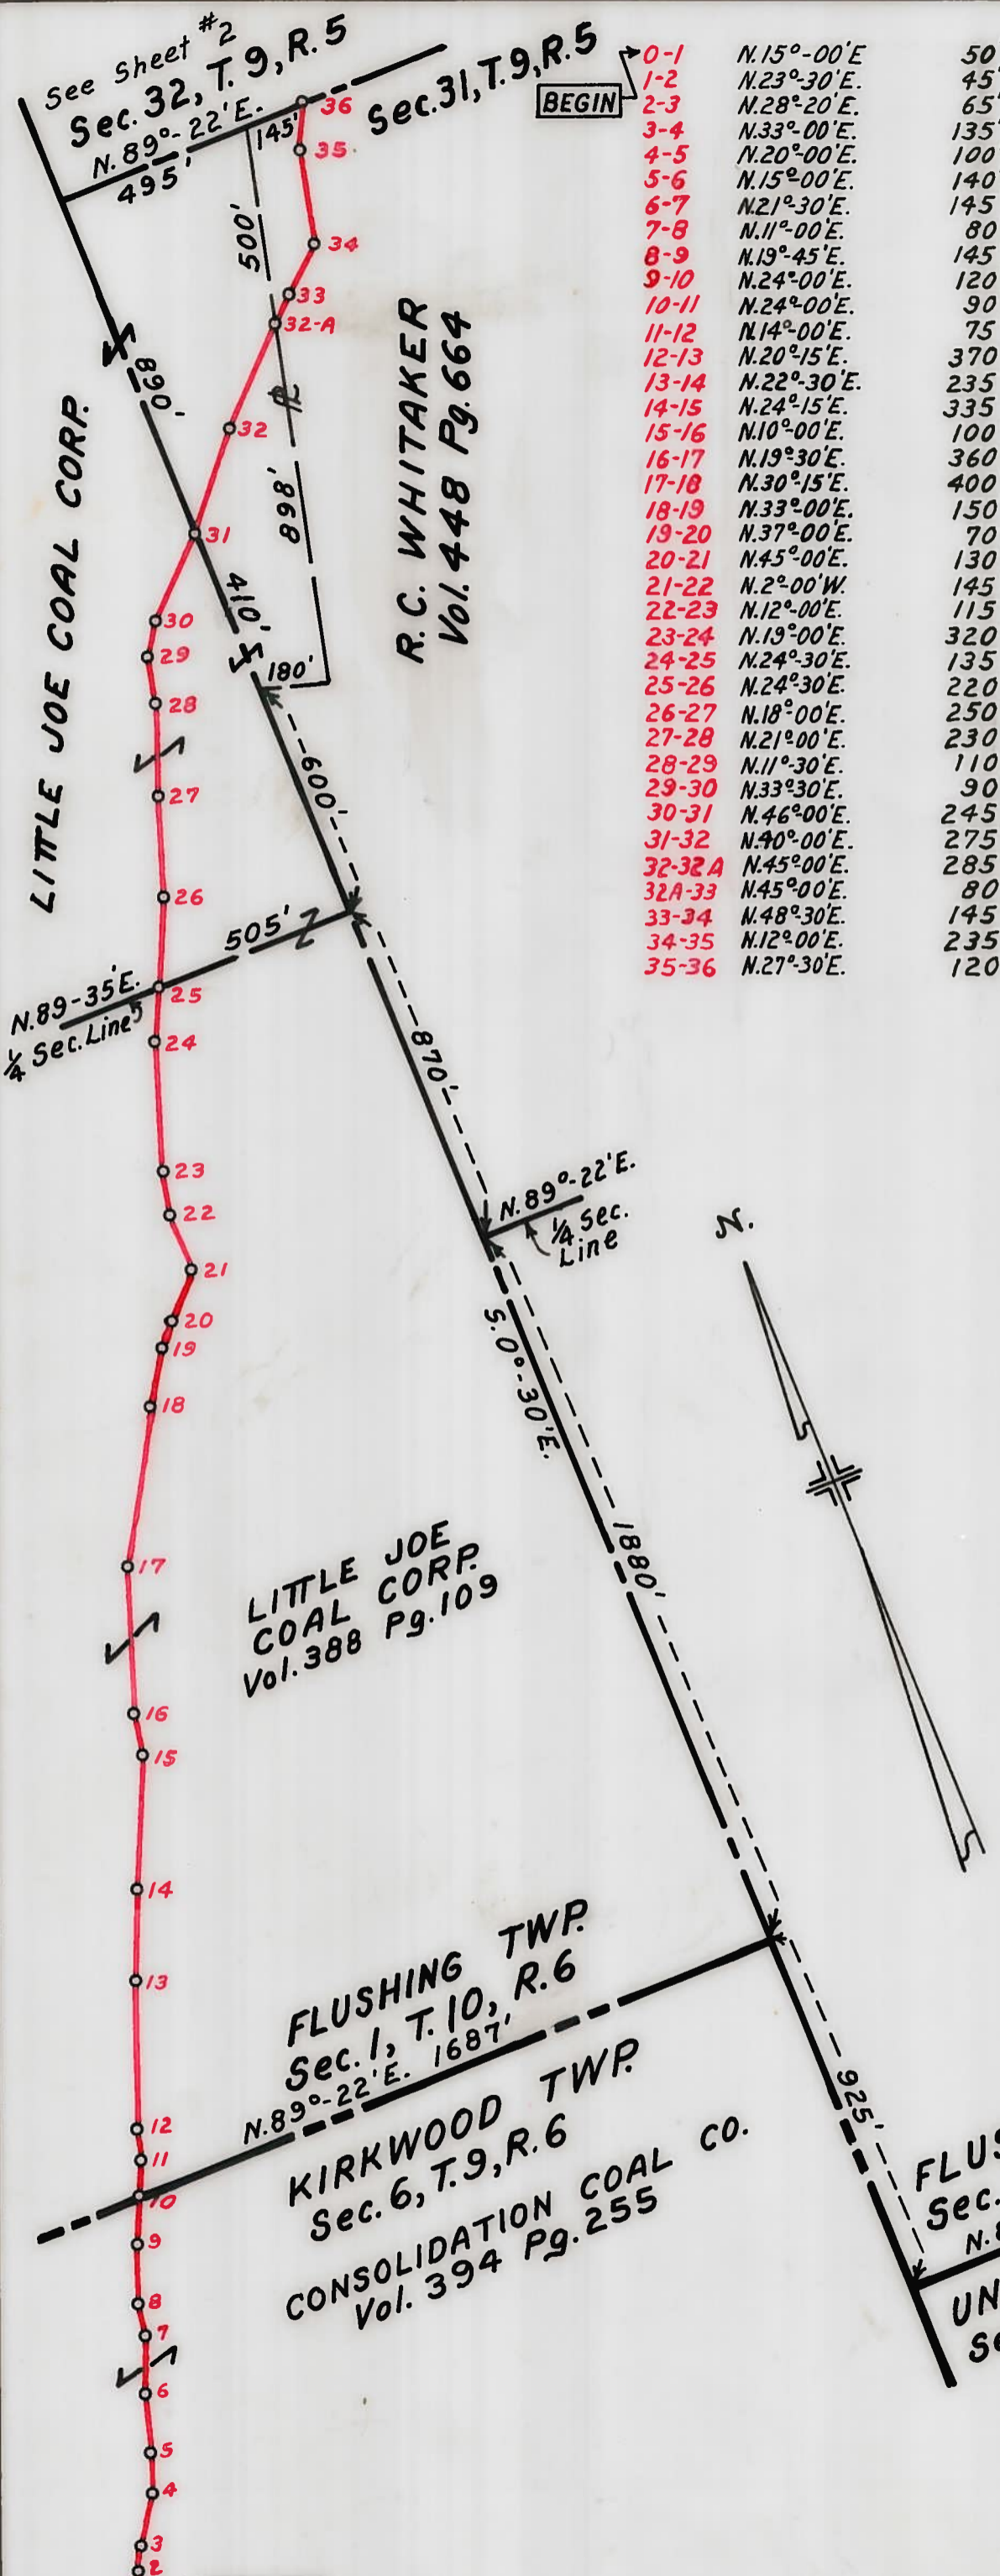 See Sheet #2
Sec. 32, T. 9, R. 5
N. 89°-22'E.
495'
145'
Sec. 31, T. 9, R. 5
36
35
500'
34
33
32-A
890'
32
898'
31
410'
30
29
180'
28
27
600'
26
505'
N. 89-35'E.
¼ Sec. Line
25
24
870'
23
22
N. 89°-22'E.
¼ Sec.
Line
21
20
19
18
S. 0°-30'E.
17
1880'
16
15
14
13
12
11
10
9
8
7
6
5
4
3
2
LITTLE JOE COAL CORP.
R. C. WHITAKER
Vol. 448 Pg. 664
BEGIN
0-1 N. 15°-00'E 50'
1-2 N. 23°-30'E. 45'
2-3 N. 28°-20'E. 65'
3-4 N. 33°-00'E. 135'
4-5 N. 20°-00'E. 100
5-6 N. 15°-00'E. 140
6-7 N. 21°-30'E. 145
7-8 N. 11°-00'E. 80
8-9 N. 19°-45'E. 145
9-10 N. 24°-00'E. 120
10-11 N. 24°-00'E. 90
11-12 N. 14°-00'E. 75
12-13 N. 20°-15'E. 370
13-14 N. 22°-30'E. 235
14-15 N. 24°-15'E. 335
15-16 N. 10°-00'E. 100
16-17 N. 19°30'E. 360
17-18 N. 30°-15'E. 400
18-19 N. 33°-00'E. 150
19-20 N. 37°-00'E. 70
20-21 N. 45°-00'E. 130
21-22 N. 2°-00'W. 145
22-23 N. 12°-00'E. 115
23-24 N. 19°00'E. 320
24-25 N. 24°-30'E. 135
25-26 N. 24°30'E. 220
26-27 N. 18°00'E. 250
27-28 N. 21°00'E. 230
28-29 N. 11°-30'E. 110
29-30 N. 33°30'E. 90
30-31 N. 46°00'E. 245
31-32 N. 40°-00'E. 275
32-32A N. 45°00'E. 285
32A-33 N. 45°00'E. 80
33-34 N. 48°-30'E. 145
34-35 N. 12°-00'E. 235
35-36 N. 27°-30'E. 120
N.
LITTLE JOE
COAL CORP.
Vol. 388 Pg. 109
FLUSHING TWP.
Sec. 1, T. 10, R. 6
N. 89°-22'E. 1687'
KIRKWOOD TWP.
Sec. 6, T. 9, R. 6
CONSOLIDATION COAL CO.
Vol. 394 Pg. 255
925'
FLUS
Sec.
N. 8
UN
Se